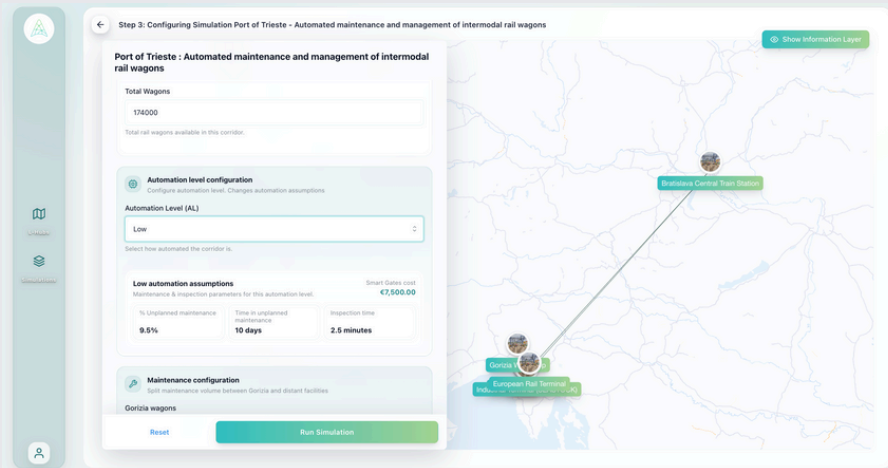 Step 3: Configuring Simulation Port of Trieste - Automated maintenance and management of intermodal rail wagons
Show Information Layer
Port of Trieste : Automated maintenance and management of intermodal
rail wagons
Total Wagons
174000
Total rail wagons available in this corridor.
Automation level configuration
Configure automation level. Changes automation assumptions
Automation Level (AL)
Low
Select how automated the corridor is.
Low automation assumptions
Maintenance & inspection parameters for this automation level.
Smart Gates cost
€7,500.00
% Unplanned maintenance
9.5%
Time in unplanned
maintenance
10 days
Inspection time
2.5 minutes
Maintenance configuration
Split maintenance volume between Gorizia and distant facilities
Gorizia wagons
Reset
Run Simulation
Bratislava Central Train Station
Gorizia
European Rail Terminal